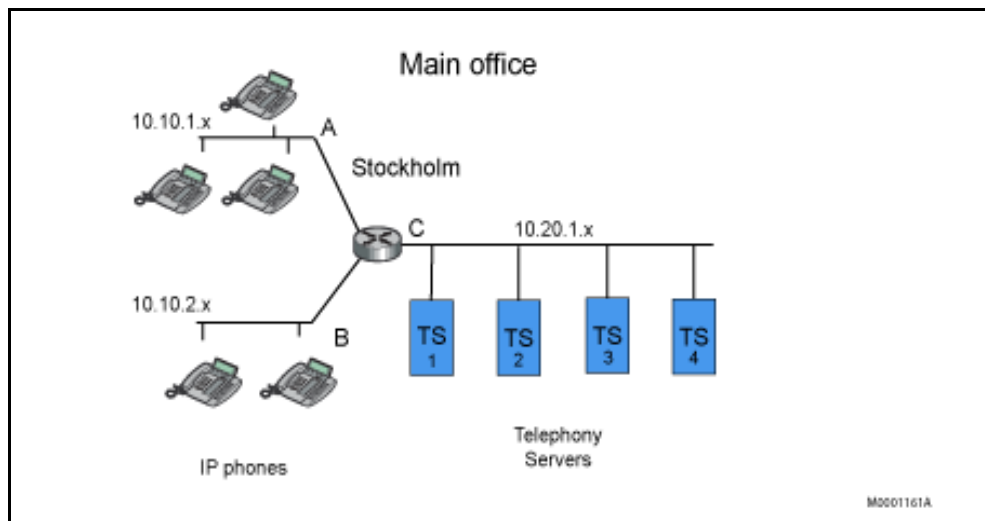 Main office
10.10.1.x
A
Stockholm
C
10.20.1.x
10.10.2.x
B
TS
1
TS
2
TS
3
TS
4
IP phones
Telephony
Servers
M0001161A